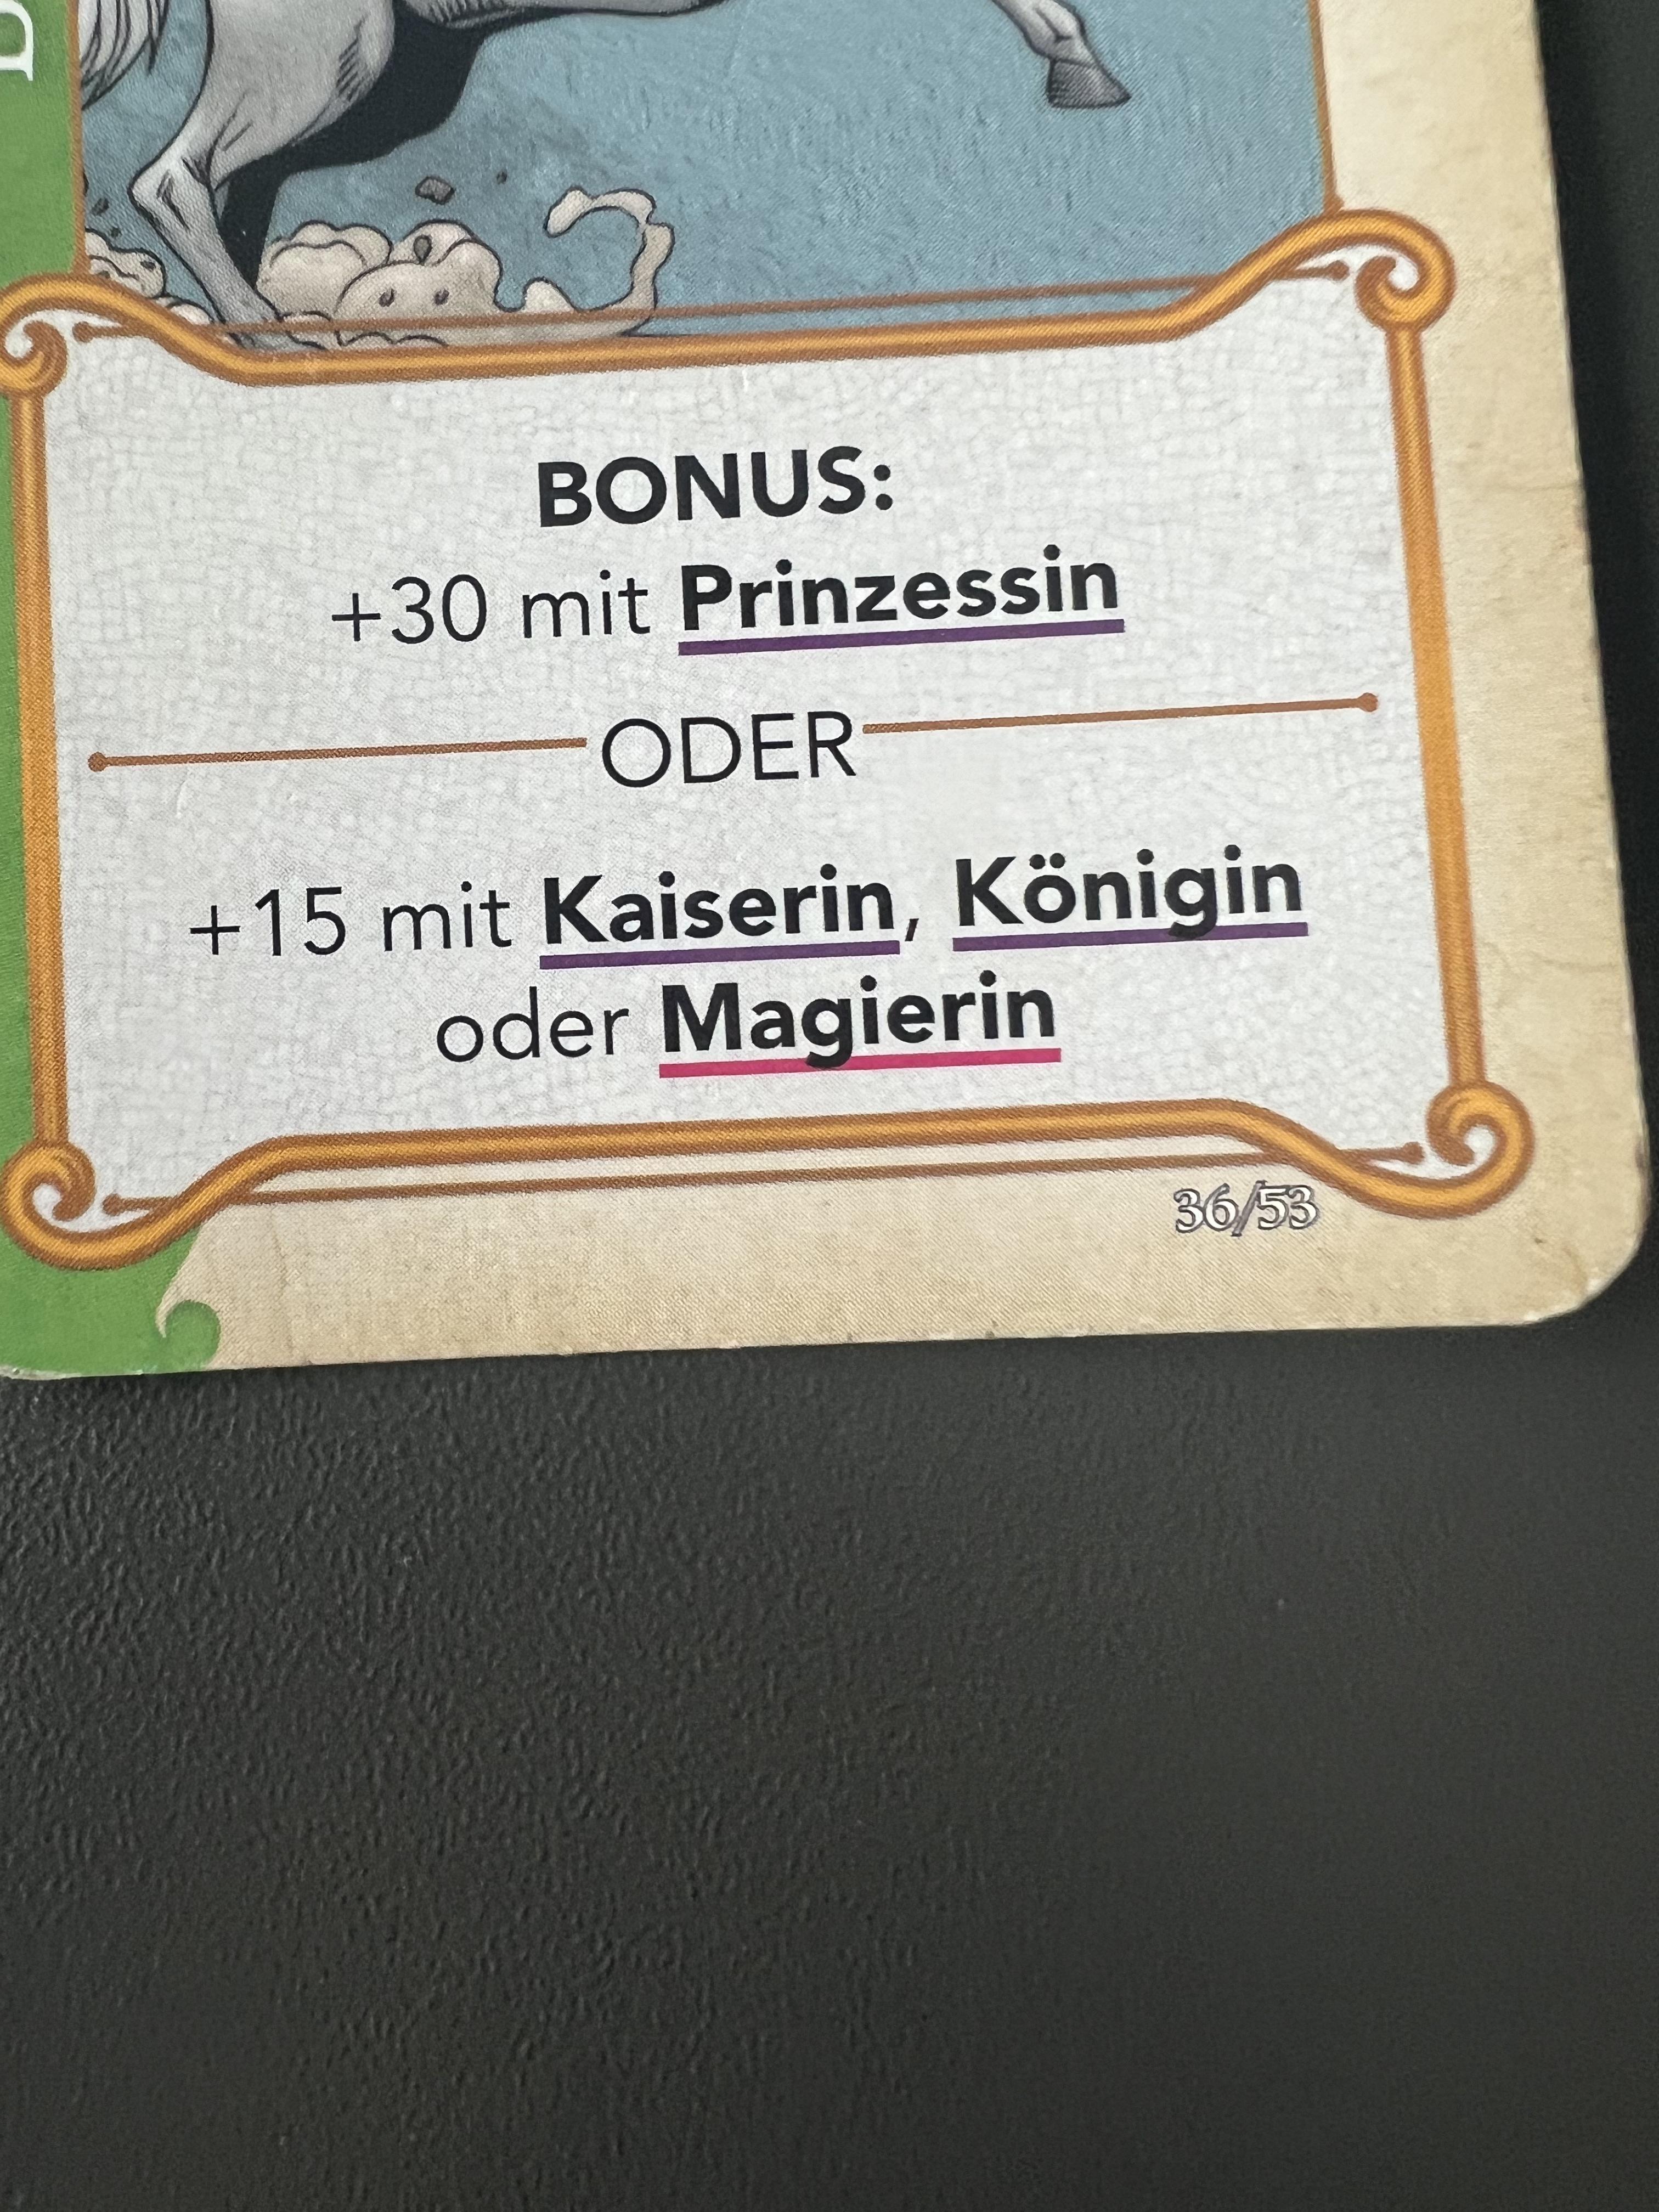 BONUS:
+30 mit Prinzessin
ODER
+15 mit Kaiserin, Königin
oder Magierin
36/53